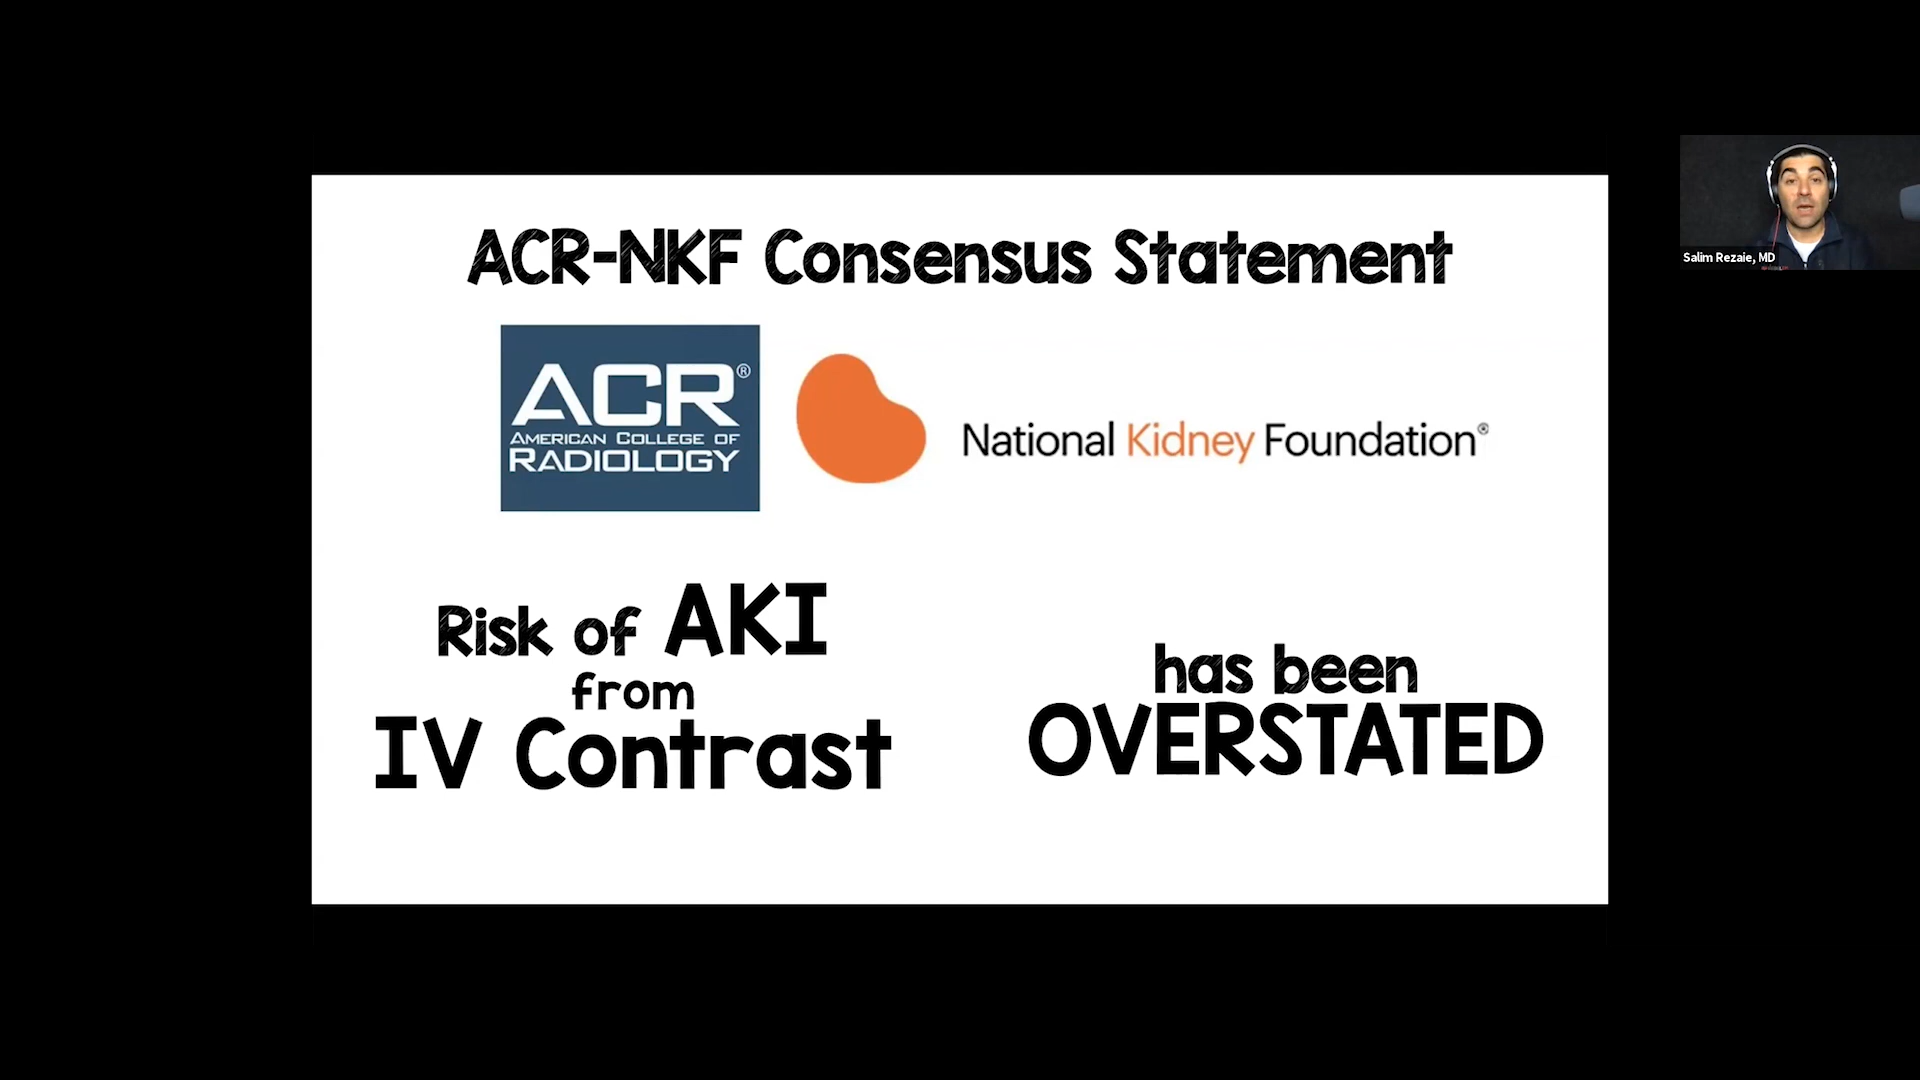 ACR-NKF Consensus Statement
ACR®
AMERICAN COLLEGE OF
RADIOLOGY
National Kidney Foundation®
Risk of AKI
from
IV Contrast
has been
OVERSTATED
Salim Rezaie, MD